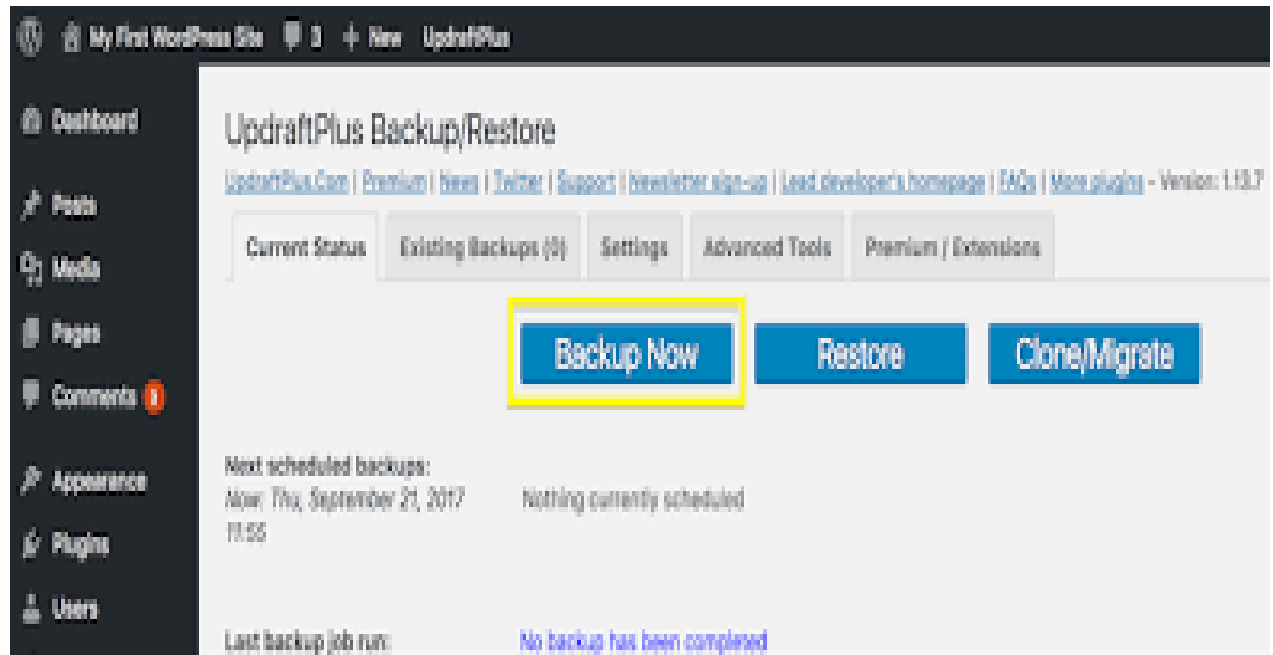 My First WordPress Site 3 + New UpdraftPlus
Dashboard
Posts
Media
Pages
Comments
Appearance
Plugins
Users
UpdraftPlus Backup/Restore
UpdraftPlus.Com | Premium | News | Twitter | Support | Newsletter sign-up | Lead developer's homepage | FAQs | More plugins - Version: 1.13.7
Current Status Existing Backups (0) Settings Advanced Tools Premium / Extensions
Backup Now Restore Clone/Migrate
Next scheduled backups:
Now: Thu, September 21, 2017 Nothing currently scheduled
11:55
Last backup job run: No backup has been completed